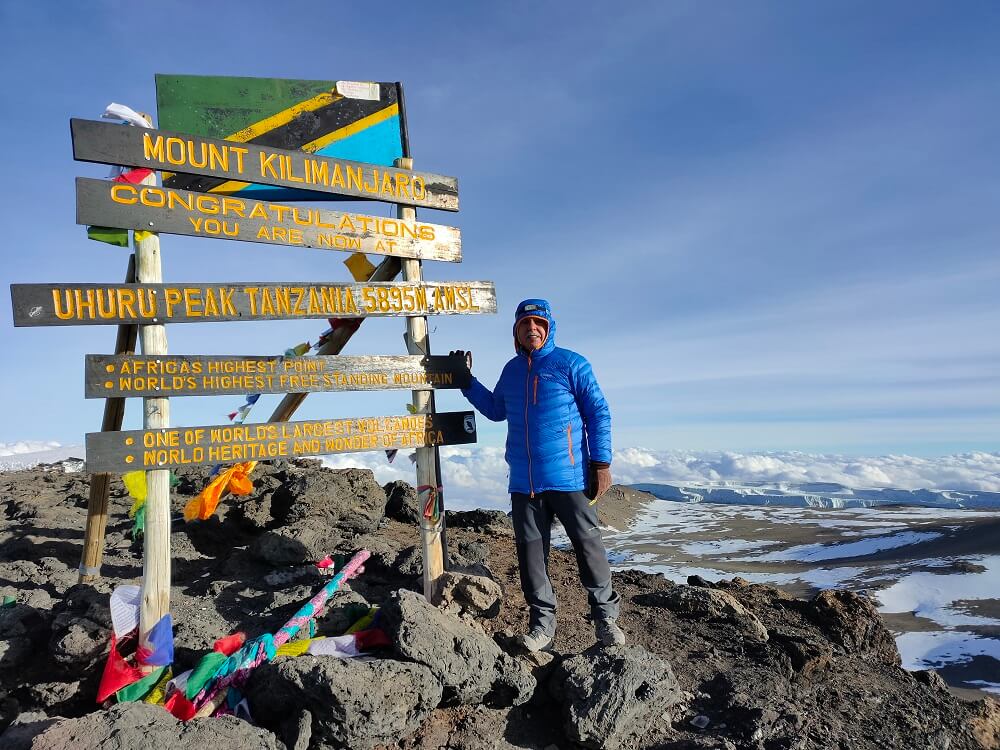 MOUNT KILIMANJARO
CONGRATULATIONS
YOU ARE NOW AT
UHURU PEAK TANZANIA 5895M AMSL
• AFRICAS HIGHEST POINT
• WORLD'S HIGHEST FREE STANDING MOUNTAIN
• ONE OF WORLDS LARGEST VOLCANOES
• WORLD HERITAGE AND WONDER OF AFRICA